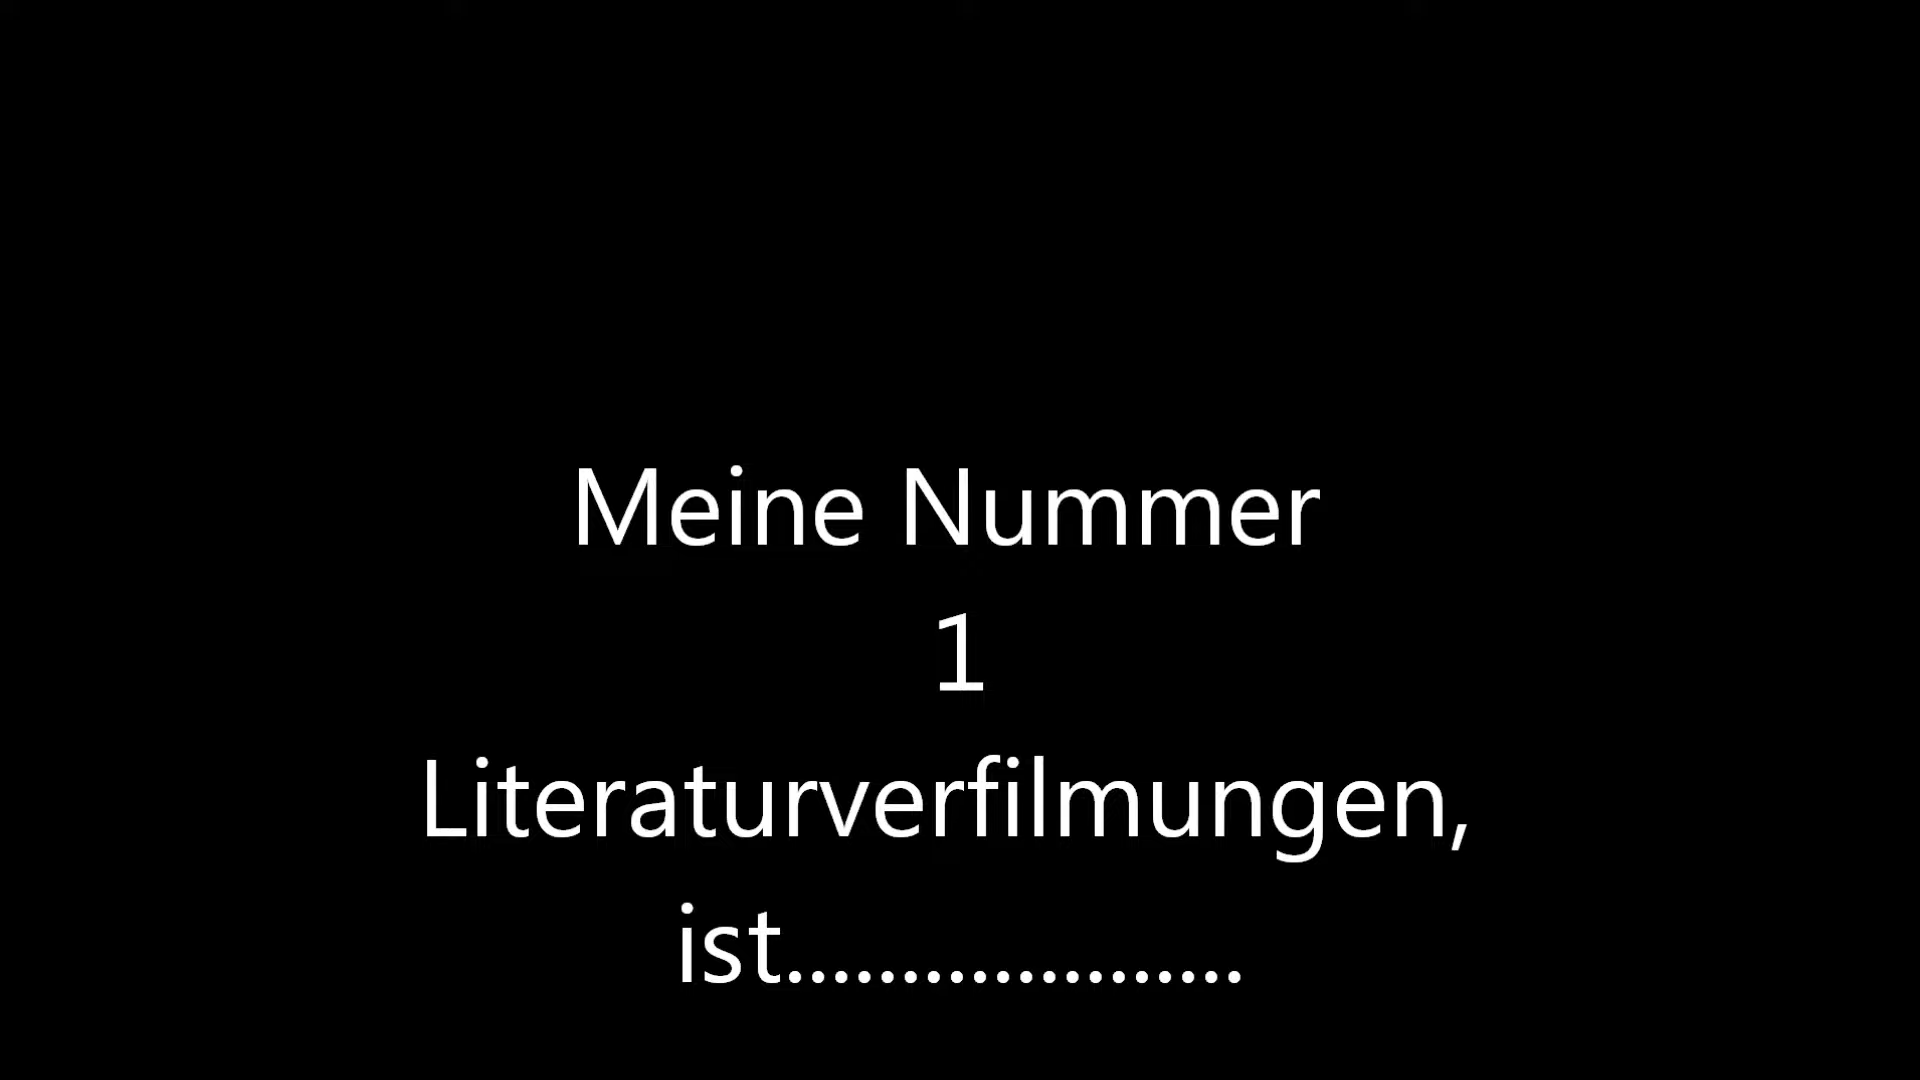 Meine Nummer
1
Literaturverfilmungen,
ist....................